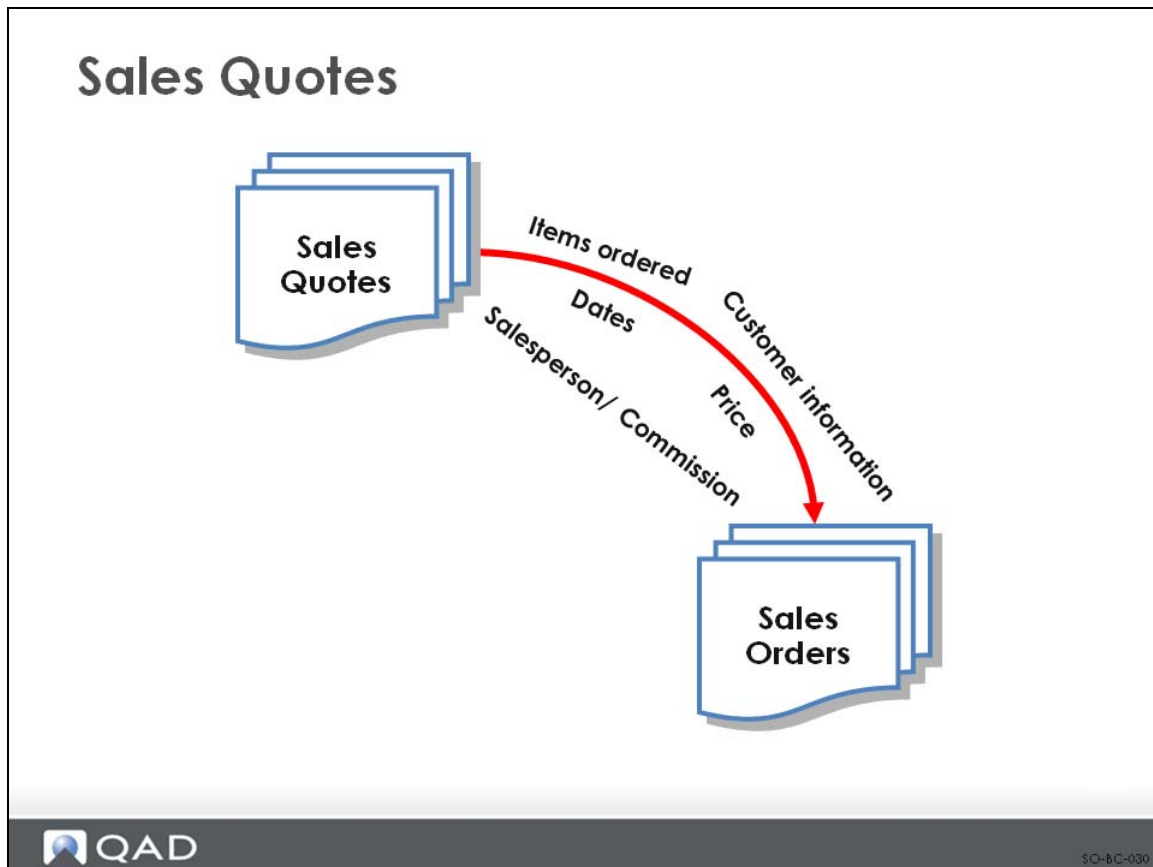 Sales Quotes
Sales
Quotes
Items ordered
Dates
Customer information
Salesperson/ Commission
Price
Sales
Orders
QAD
SO-BC-030